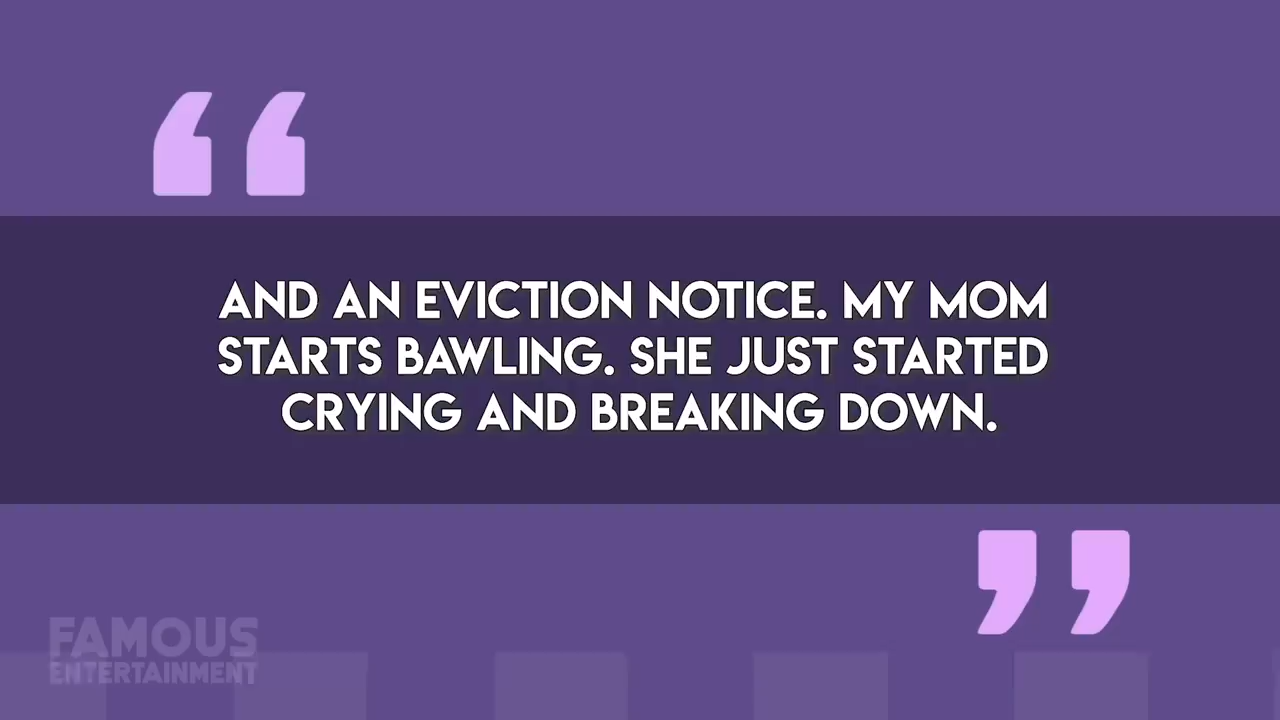 “
AND AN EVICTION NOTICE. MY MOM
STARTS BAWLING. SHE JUST STARTED
CRYING AND BREAKING DOWN.
”
FAMOUS
ENTERTAINMENT